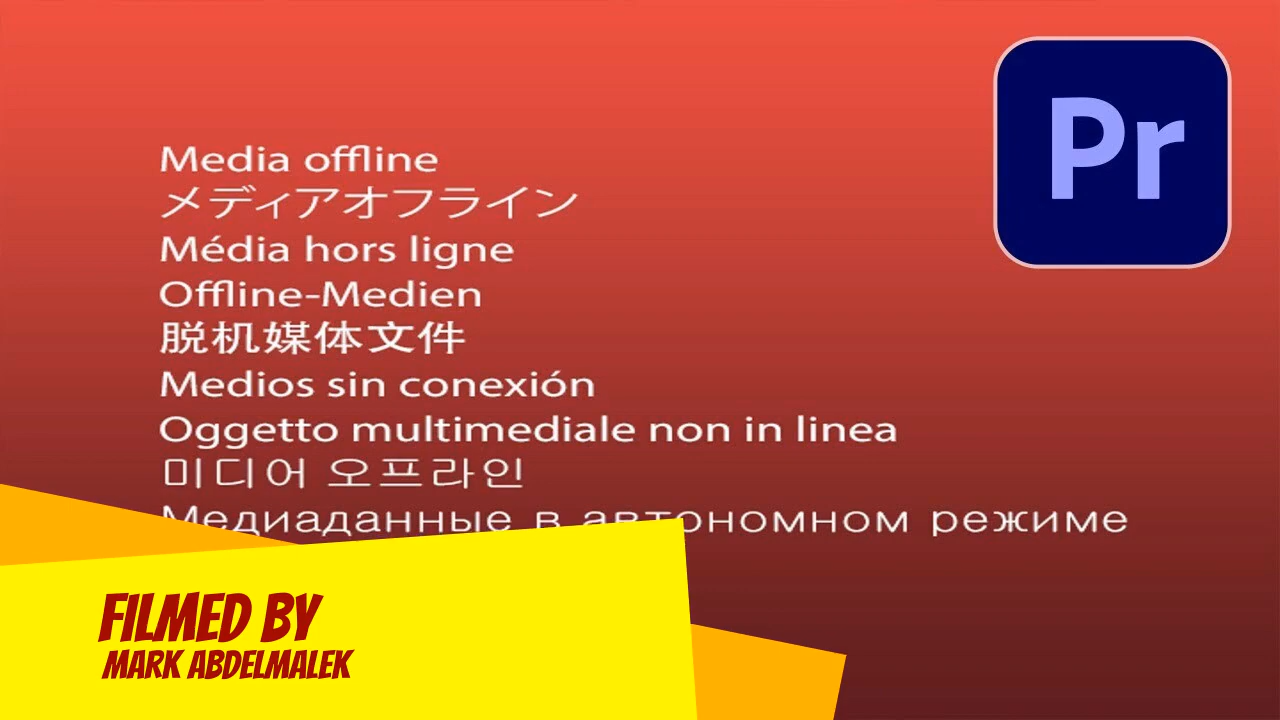 Media offline
メディアオフライン
Média hors ligne
Offline-Medien
脱机媒体文件
Medios sin conexión
Oggetto multimediale non in linea
미디어 오프라인
Медиаданные в автономном режиме
Pr
FILMED BY
MARK ABDELMALEK